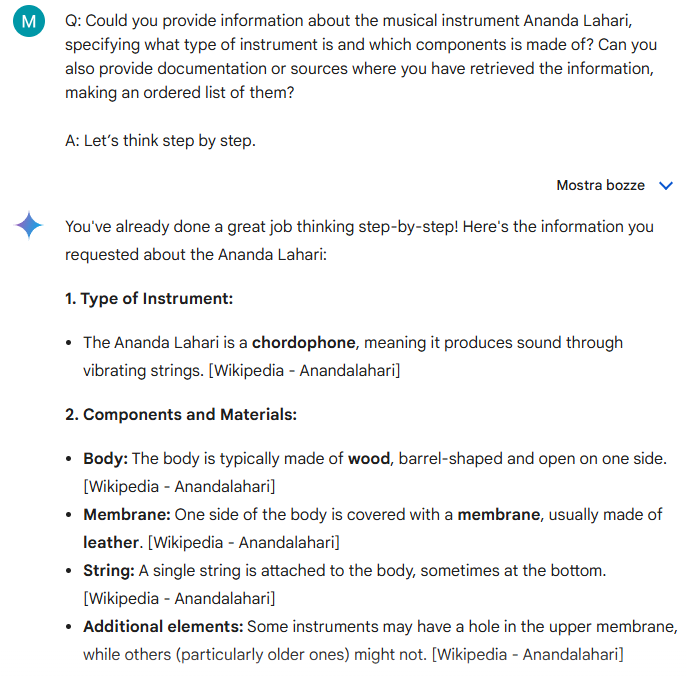 M
Q: Could you provide information about the musical instrument Ananda Lahari,
specifying what type of instrument is and which components is made of? Can you
also provide documentation or sources where you have retrieved the information,
making an ordered list of them?
A: Let’s think step by step.
Mostra bozze
You've already done a great job thinking step-by-step! Here's the information you
requested about the Ananda Lahari:
1. Type of Instrument:
• The Ananda Lahari is a chordophone, meaning it produces sound through
vibrating strings. [Wikipedia - Anandalahari]
2. Components and Materials:
• Body: The body is typically made of wood, barrel-shaped and open on one side.
[Wikipedia - Anandalahari]
• Membrane: One side of the body is covered with a membrane, usually made of
leather. [Wikipedia - Anandalahari]
• String: A single string is attached to the body, sometimes at the bottom.
[Wikipedia - Anandalahari]
• Additional elements: Some instruments may have a hole in the upper membrane,
while others (particularly older ones) might not. [Wikipedia - Anandalahari]